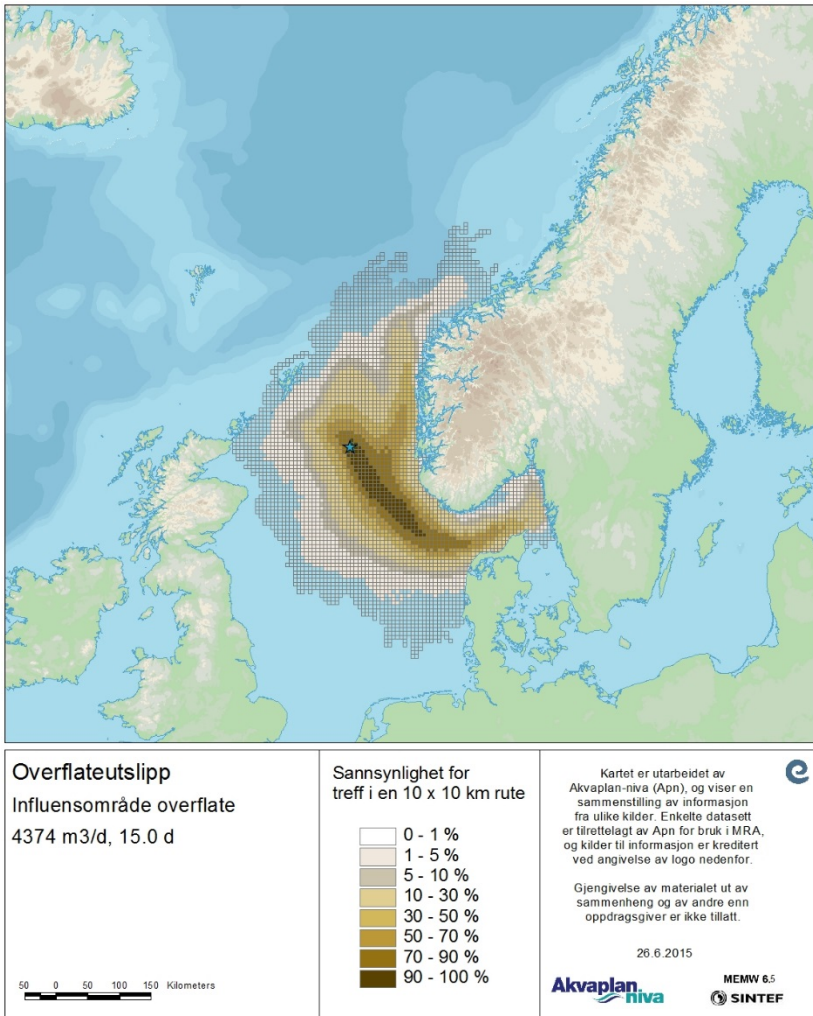 Overflateutslipp
Influensområde overflate
4374 m3/d, 15.0 d
50 0 50 100 150 Kilometers
Sannsynlighet for
treff i en 10 x 10 km rute
0 - 1 %
1 - 5 %
5 - 10 %
10 - 30 %
30 - 50 %
50 - 70 %
70 - 90 %
90 - 100 %
Kartet er utarbeidet av
Akvaplan-niva (Apn), og viser en
sammenstilling av informasjon
fra ulike kilder. Enkelte datasett
er tilrettelagt av Apn for bruk i MRA,
og kilder til informasjon er kreditert
ved angivelse av logo nedenfor.
Gjengivelse av materialet ut av
sammenheng og av andre enn
oppdragsgiver er ikke tillatt.
26.6.2015
Akvaplan
niva
MEMW 6.5
SINTEF